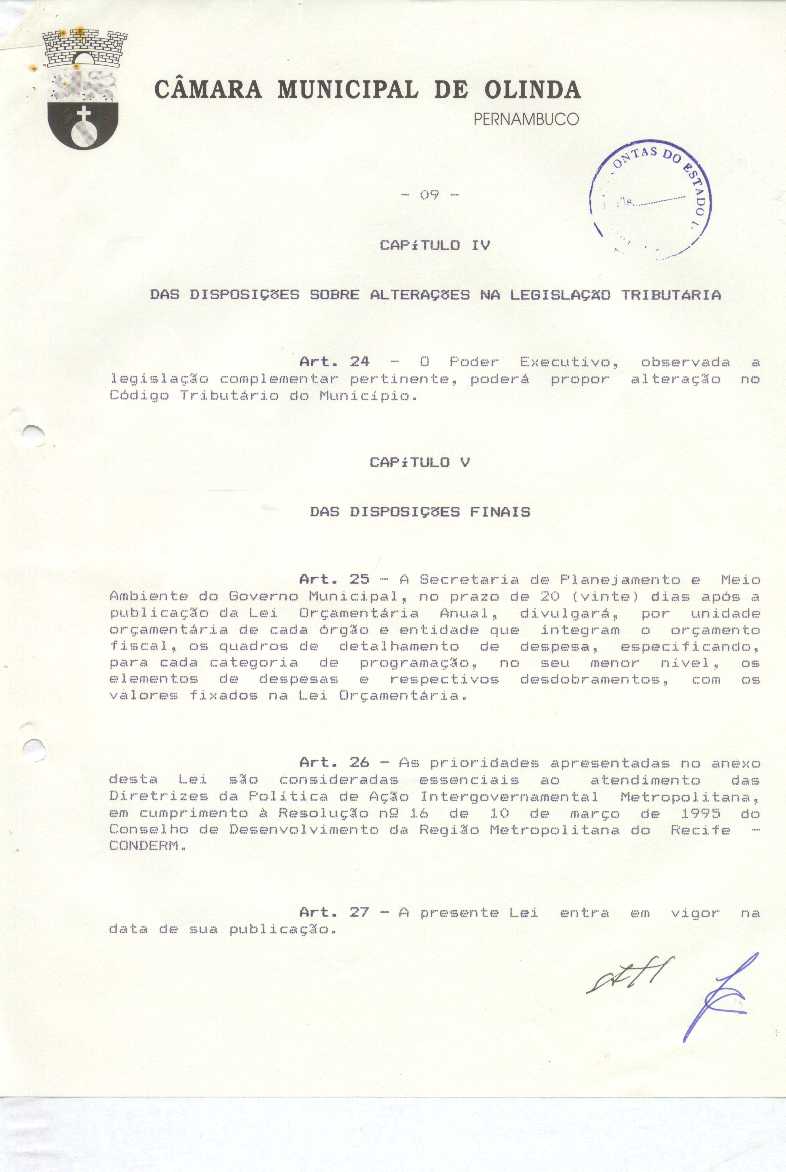 CÂMARA MUNICIPAL DE OLINDA
PERNAMBUCO
ONTAS DO ESTADO
- 09 -
CAPíTULO IV
DAS DISPOSIÇÕES SOBRE ALTERAÇÕES NA LEGISLAÇÃO TRIBUTÁRIA
Art. 24 - O Poder Executivo, observada a
legislação complementar pertinente, poderá propor alteração no
Código Tributário do Município.
CAPíTULO V
DAS DISPOSIÇÕES FINAIS
Art. 25 - A Secretaria de Planejamento e Meio
Ambiente do Governo Municipal, no prazo de 20 (vinte) dias após a
publicação da Lei Orçamentária Anual, divulgará, por unidade
orçamentária de cada órgão e entidade que integram o orçamento
fiscal, os quadros de detalhamento de despesa, especificando,
para cada categoria de programação, no seu menor nível, os
elementos de despesas e respectivos desdobramentos, com os
valores fixados na Lei Orçamentária.
Art. 26 - As prioridades apresentadas no anexo
desta Lei são consideradas essenciais ao atendimento das
Diretrizes da Política de Ação Intergovernamental Metropolitana,
em cumprimento à Resolução nº 16 de 10 de março de 1995 do
Conselho de Desenvolvimento da Região Metropolitana do Recife -
CONDERM.
Art. 27 - A presente Lei entra em vigor na
data de sua publicação.